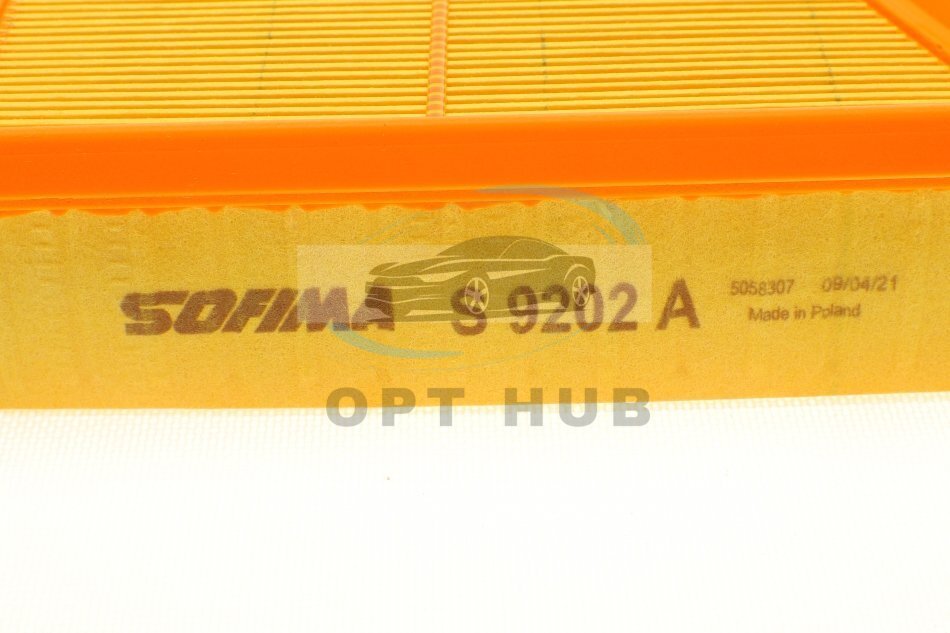 SOFIMA S 9202 A 5058307 09/04/21
Made in Poland
OPT HUB